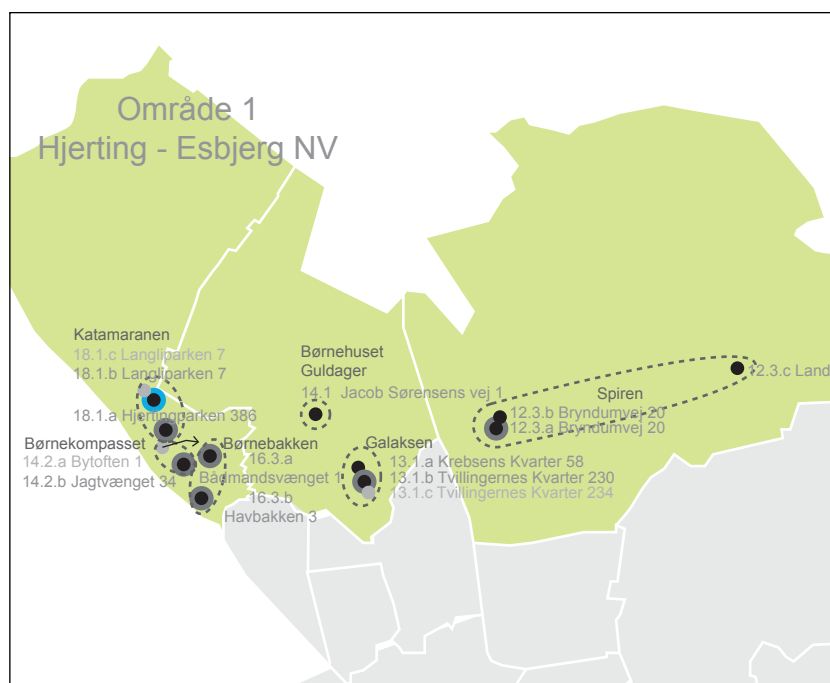 Område 1
Hjerting - Esbjerg NV
Katamaranen
18.1.c Langliparken 7
18.1.b Langliparken 7
18.1.a Hjertingparken 386
Børnekompasset
14.2.a Bytoften 1
14.2.b Jagtvænget 34
Børnebakken
16.3.a
Bådmandsvænget 1
16.3.b
Havbakken 3
Børnehuset
Guldager
14.1 Jacob Sørensens vej 1
Galaksen
13.1.a Krebsens Kvarter 58
13.1.b Tvillingernes Kvarter 230
13.1.c Tvillingernes Kvarter 234
Spiren
12.3.b Bryndumvej 20
12.3.a Bryndumvej 20
12.3.c Land